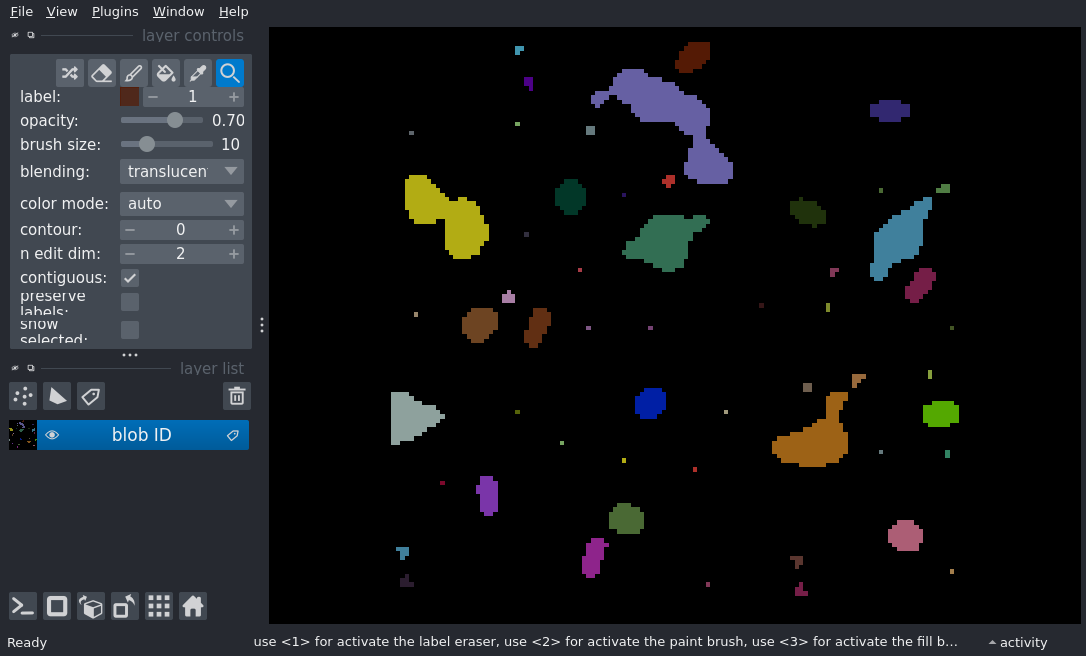 File View Plugins Window Help
layer controls
label: 1
opacity: 0.70
brush size: 10
blending: translucen
color mode: auto
contour: 0
n edit dim: 2
contiguous:
preserve
labels:
show
selected:
layer list
blob ID
Ready use <1> for activate the label eraser, use <2> for activate the paint brush, use <3> for activate the fill b... activity